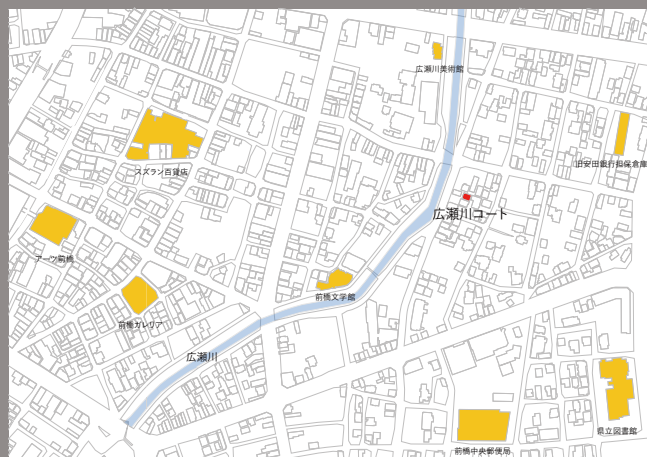 広瀬川美術館
旧安田銀行担保倉庫
スズラン百貨店
広瀬川コート
アーツ前橋
前橋文学館
前橋ガレリア
広瀬川
県立図書館
前橋中央郵便局